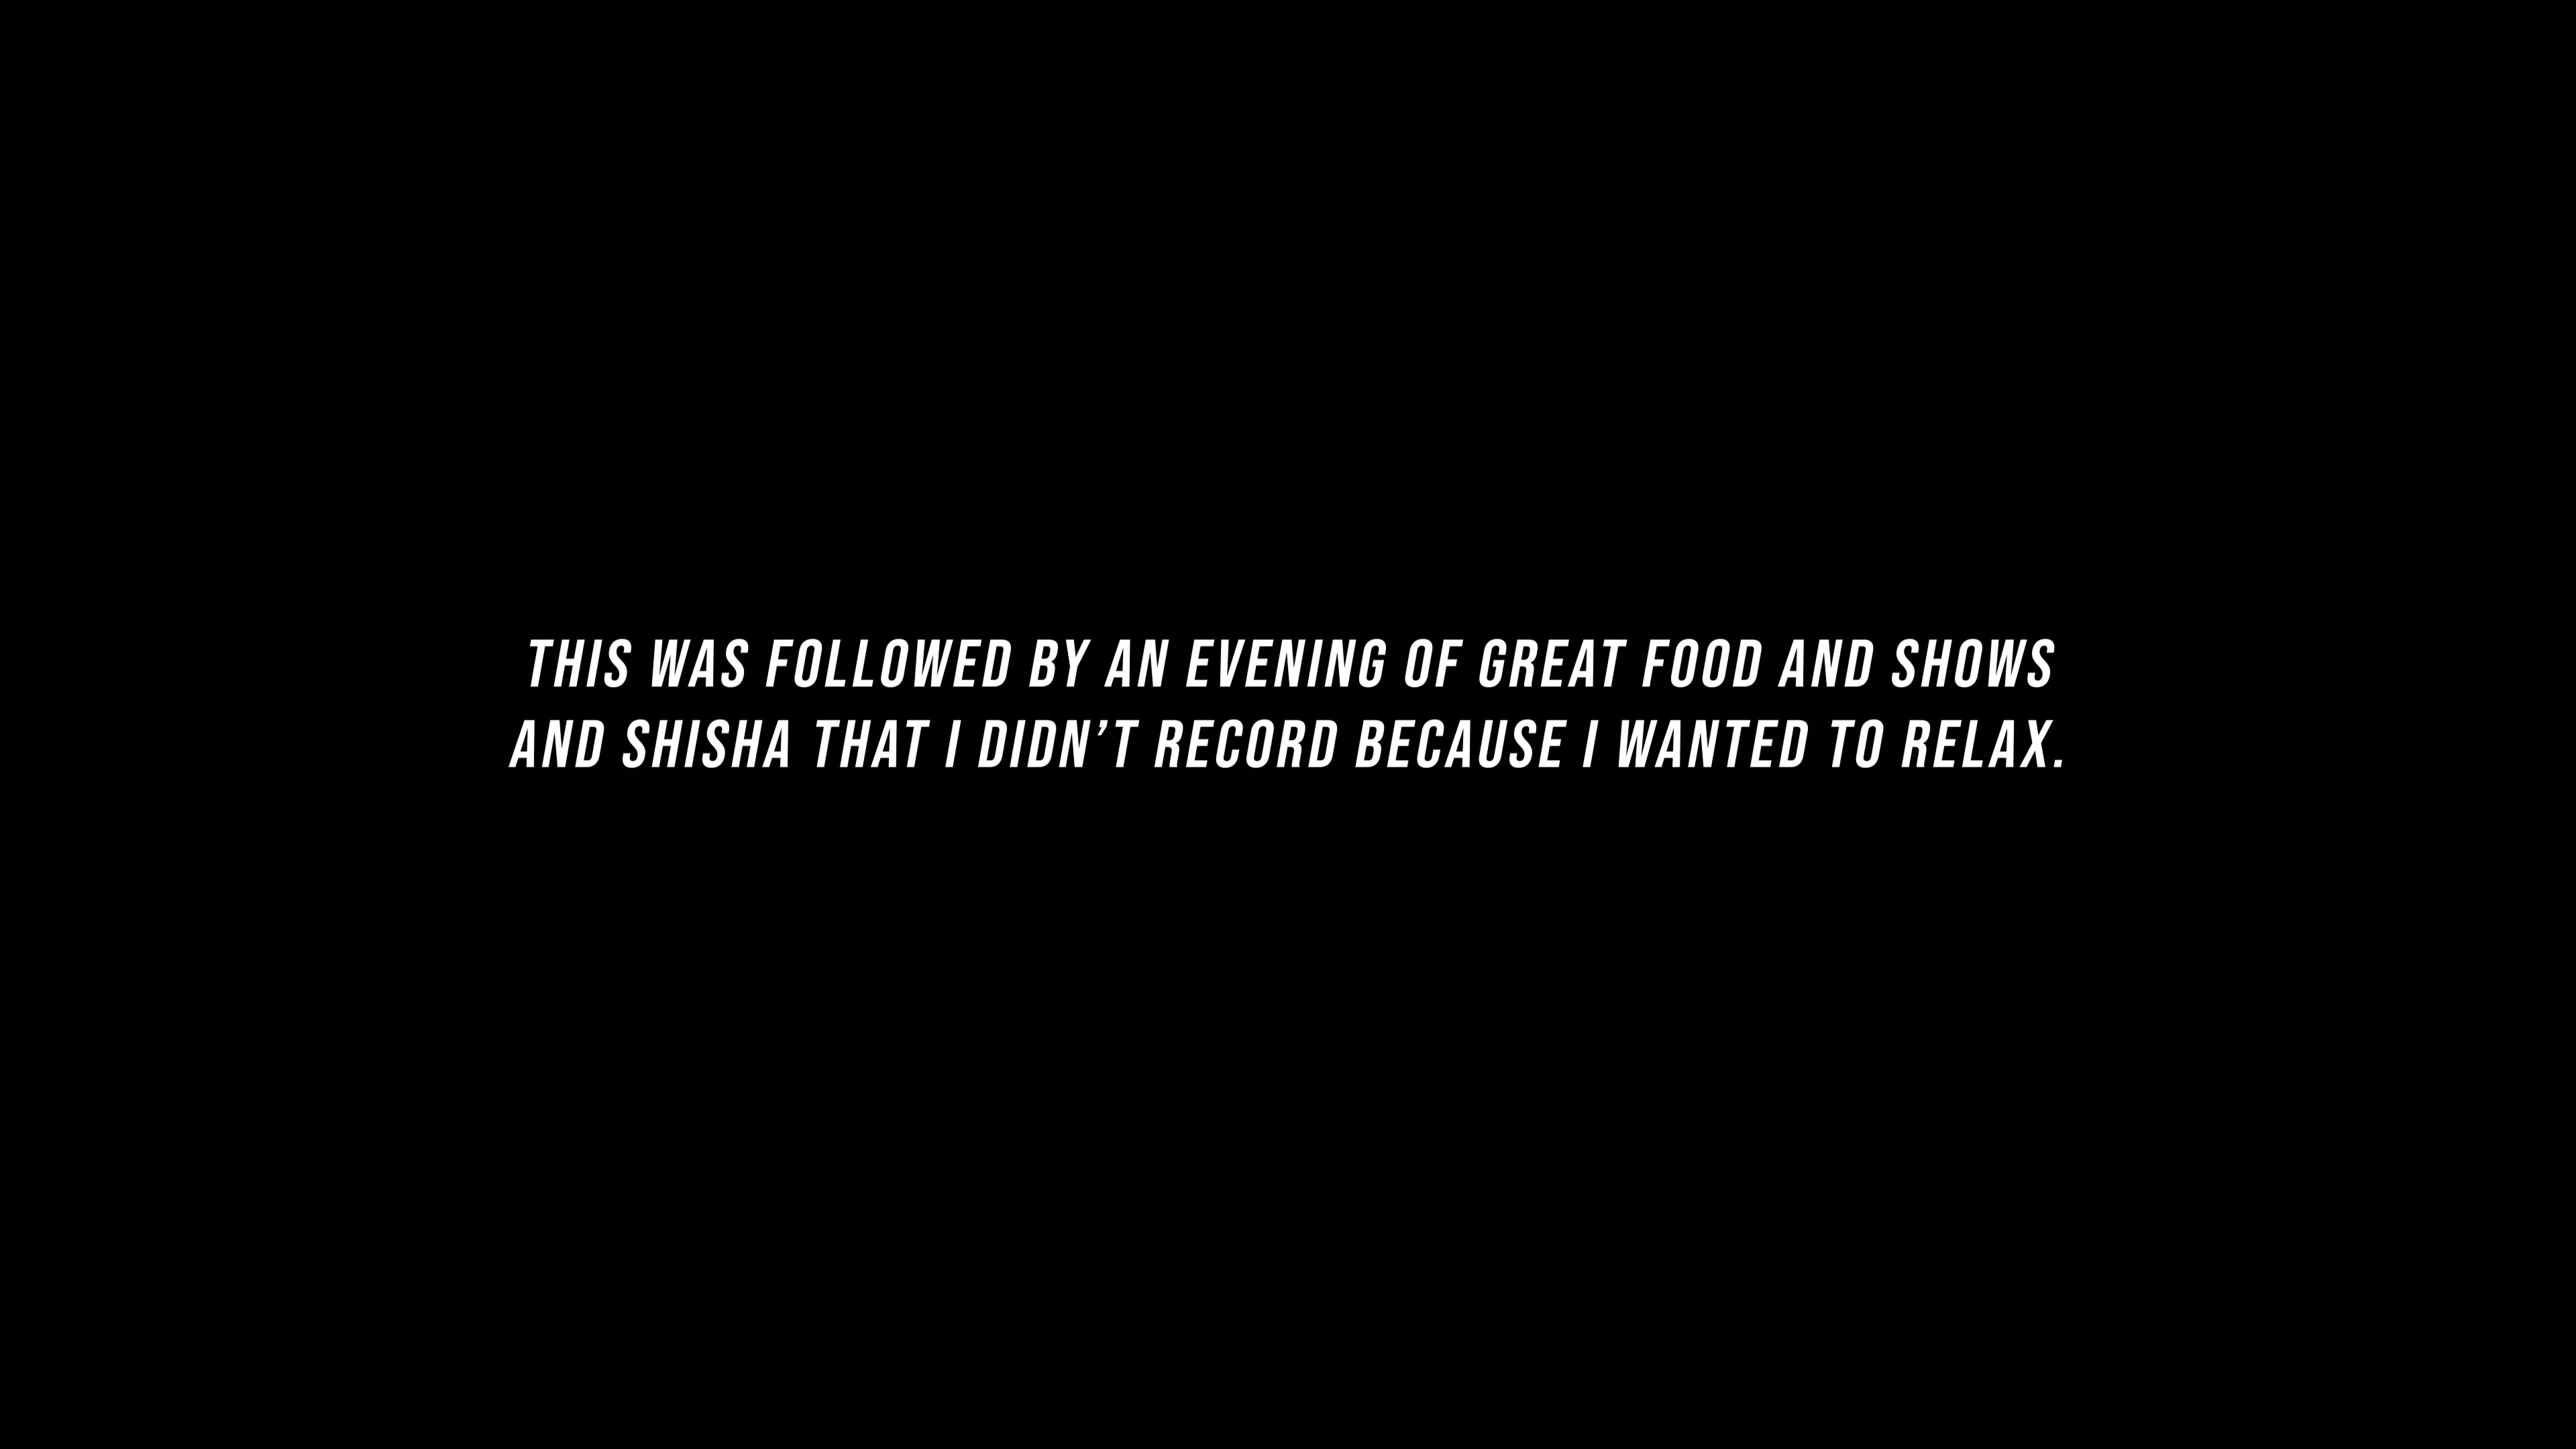 THIS WAS FOLLOWED BY AN EVENING OF GREAT FOOD AND SHOWS
AND SHISHA THAT I DIDN’T RECORD BECAUSE I WANTED TO RELAX.